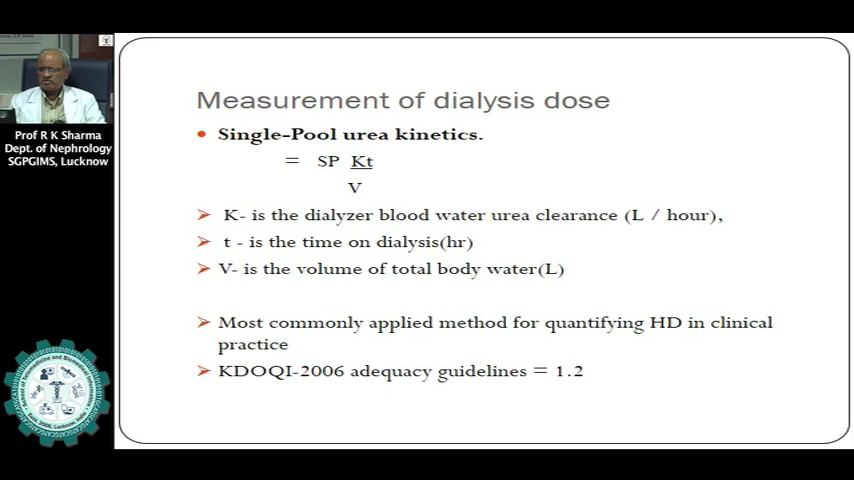 Measurement of dialysis dose
• Single-Pool urea kinetics.
= SP Kt
V
➢ K- is the dialyzer blood water urea clearance (L / hour),
➢ t - is the time on dialysis(hr)
➢ V- is the volume of total body water(L)
➢ Most commonly applied method for quantifying HD in clinical
practice
➢ KDOQI-2006 adequacy guidelines = 1.2
Prof R K Sharma
Dept. of Nephrology
SGPGIMS, Lucknow